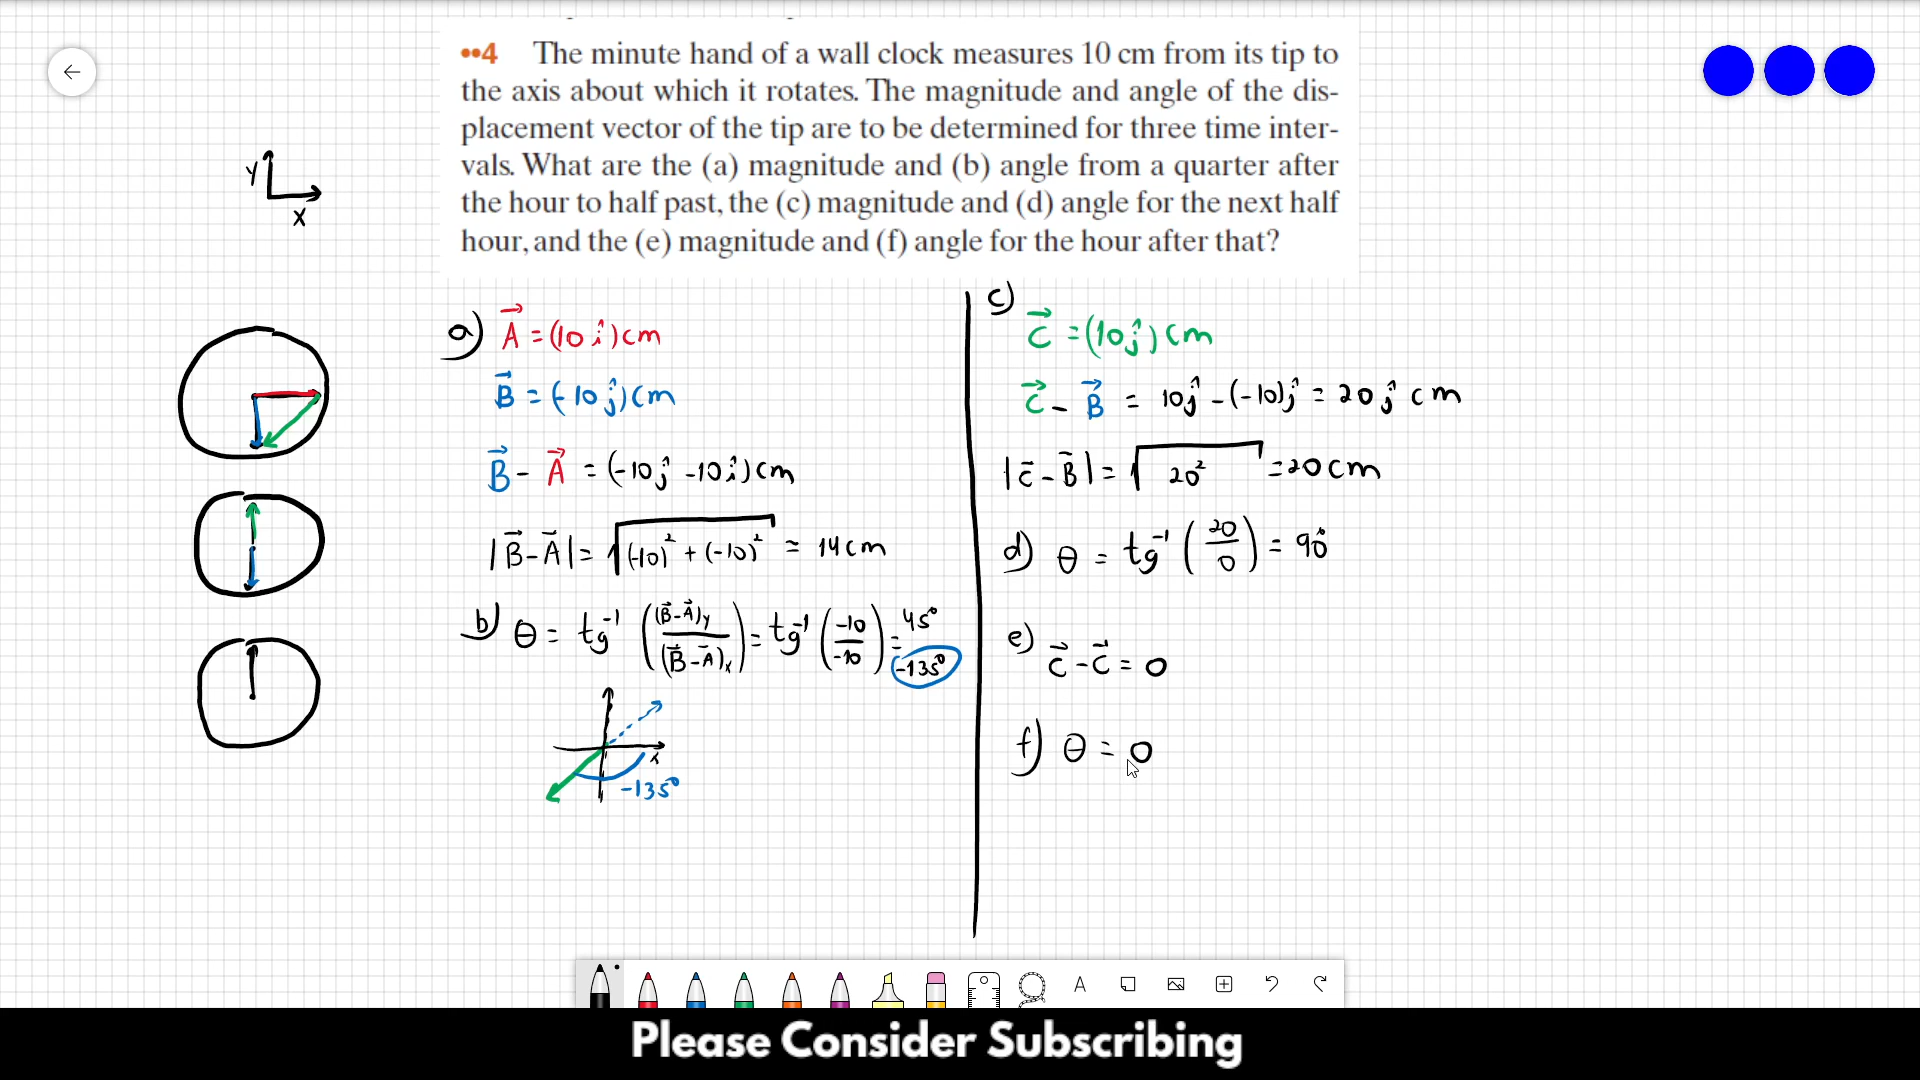 ••4 The minute hand of a wall clock measures 10 cm from its tip to
the axis about which it rotates. The magnitude and angle of the dis-
placement vector of the tip are to be determined for three time inter-
vals. What are the (a) magnitude and (b) angle from a quarter after
the hour to half past, the (c) magnitude and (d) angle for the next half
hour, and the (e) magnitude and (f) angle for the hour after that?
Y
X
a) A⃗ = (10 î) cm
B⃗ = (-10 ĵ) cm
B⃗ - A⃗ = (-10ĵ -10î) cm
|B⃗ - A⃗| = √((-10)² + (-10)²) = 14 cm
b) θ = tg⁻¹ ((B⃗-A⃗)y / (B⃗-A⃗)x) = tg⁻¹ (-10 / -10) = 45°
-135°
x
-135°
c)
C⃗ = (10ĵ) cm
C⃗ - B⃗ = 10ĵ - (-10)ĵ = 20ĵ cm
|C⃗ - B⃗| = √(20²) = 20 cm
d) θ = tg⁻¹ (20 / 0) = 90°
e) C⃗ - C⃗ = 0
f) θ = 0
A
Please Consider Subscribing